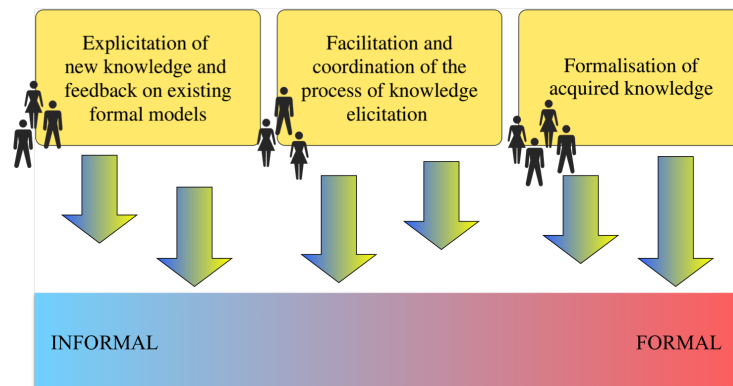 Explicitation of
new knowledge and
feedback on existing
formal models
Facilitation and
coordination of the
process of knowledge
elicitation
Formalisation of
acquired knowledge
INFORMAL
FORMAL